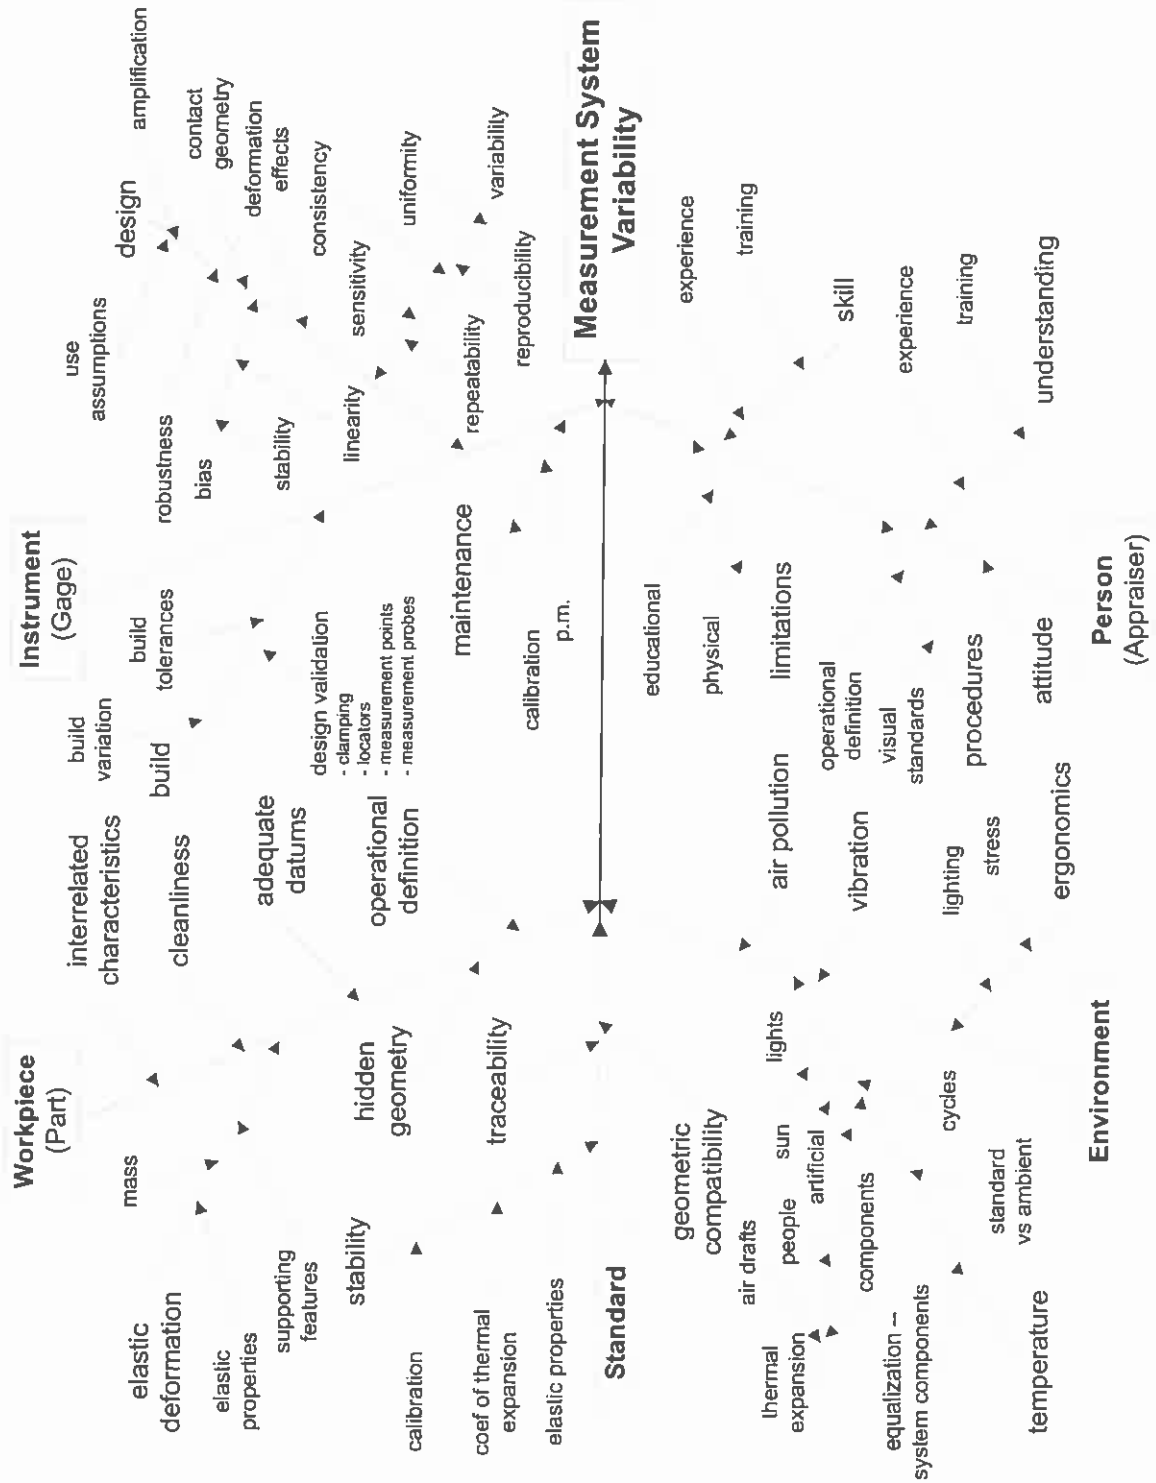 Workpiece
(Part)
Instrument
(Gage)
interrelated
characteristics
build
variation
use
assumptions
elastic
deformation
mass
cleanliness
build
build
tolerances
robustness
design
amplification
elastic
properties
bias
contact
geometry
supporting
features
adequate
datums
stability
deformation
effects
stability
hidden
geometry
operational
definition
design validation
- clamping
- locators
- measurement points
- measurement probes
linearity
sensitivity
consistency
uniformity
calibration
traceability
maintenance
repeatability
variability
coef of thermal
expansion
calibration
reproducibility
elastic properties
p.m.
Standard
Measurement System
Variability
geometric
compatibility
educational
experience
air drafts
physical
training
thermal
expansion
people
sun
lights
artificial
air pollution
limitations
components
vibration
operational
definition
skill
equalization --
system components
cycles
lighting
visual
standards
experience
standard
vs ambient
stress
procedures
training
temperature
ergonomics
attitude
understanding
Environment
Person
(Appraiser)